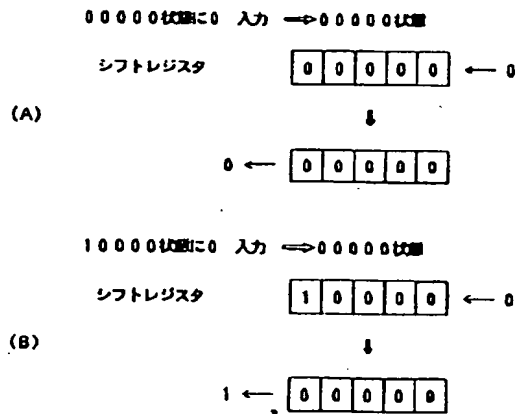 00000状態に0 入力 ⇒00000状態
シフトレジスタ 0 0 0 0 0 ← 0
(A)
↓
0 ← 0 0 0 0 0
10000状態に0 入力 ⇒00000状態
シフトレジスタ 1 0 0 0 0 ← 0
(B)
↓
1 ← 0 0 0 0 0